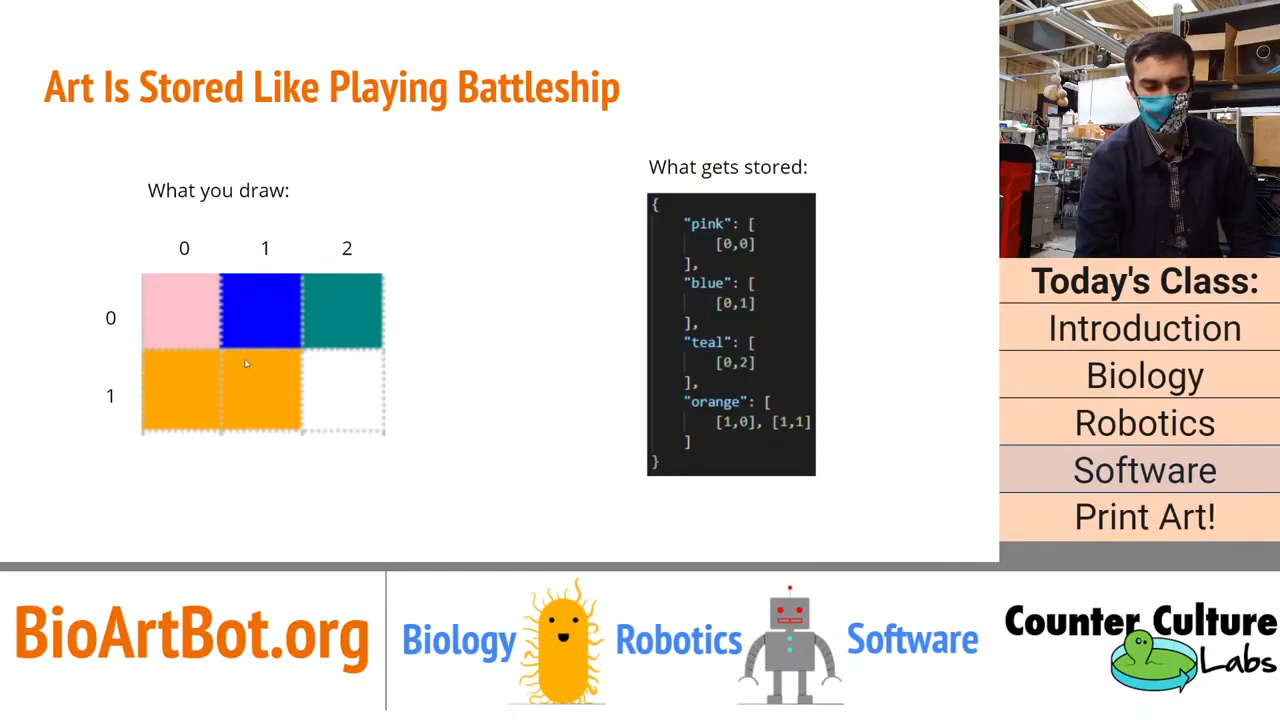 Art Is Stored Like Playing Battleship
What you draw:
0 1 2
0
1
What gets stored:
{
"pink": [
[0,0]
],
"blue": [
[0,1]
],
"teal": [
[0,2]
],
"orange": [
[1,0], [1,1]
]
}
Today's Class:
Introduction
Biology
Robotics
Software
Print Art!
BioArtBot.org
Biology
Robotics
Software
Counter Culture
Labs